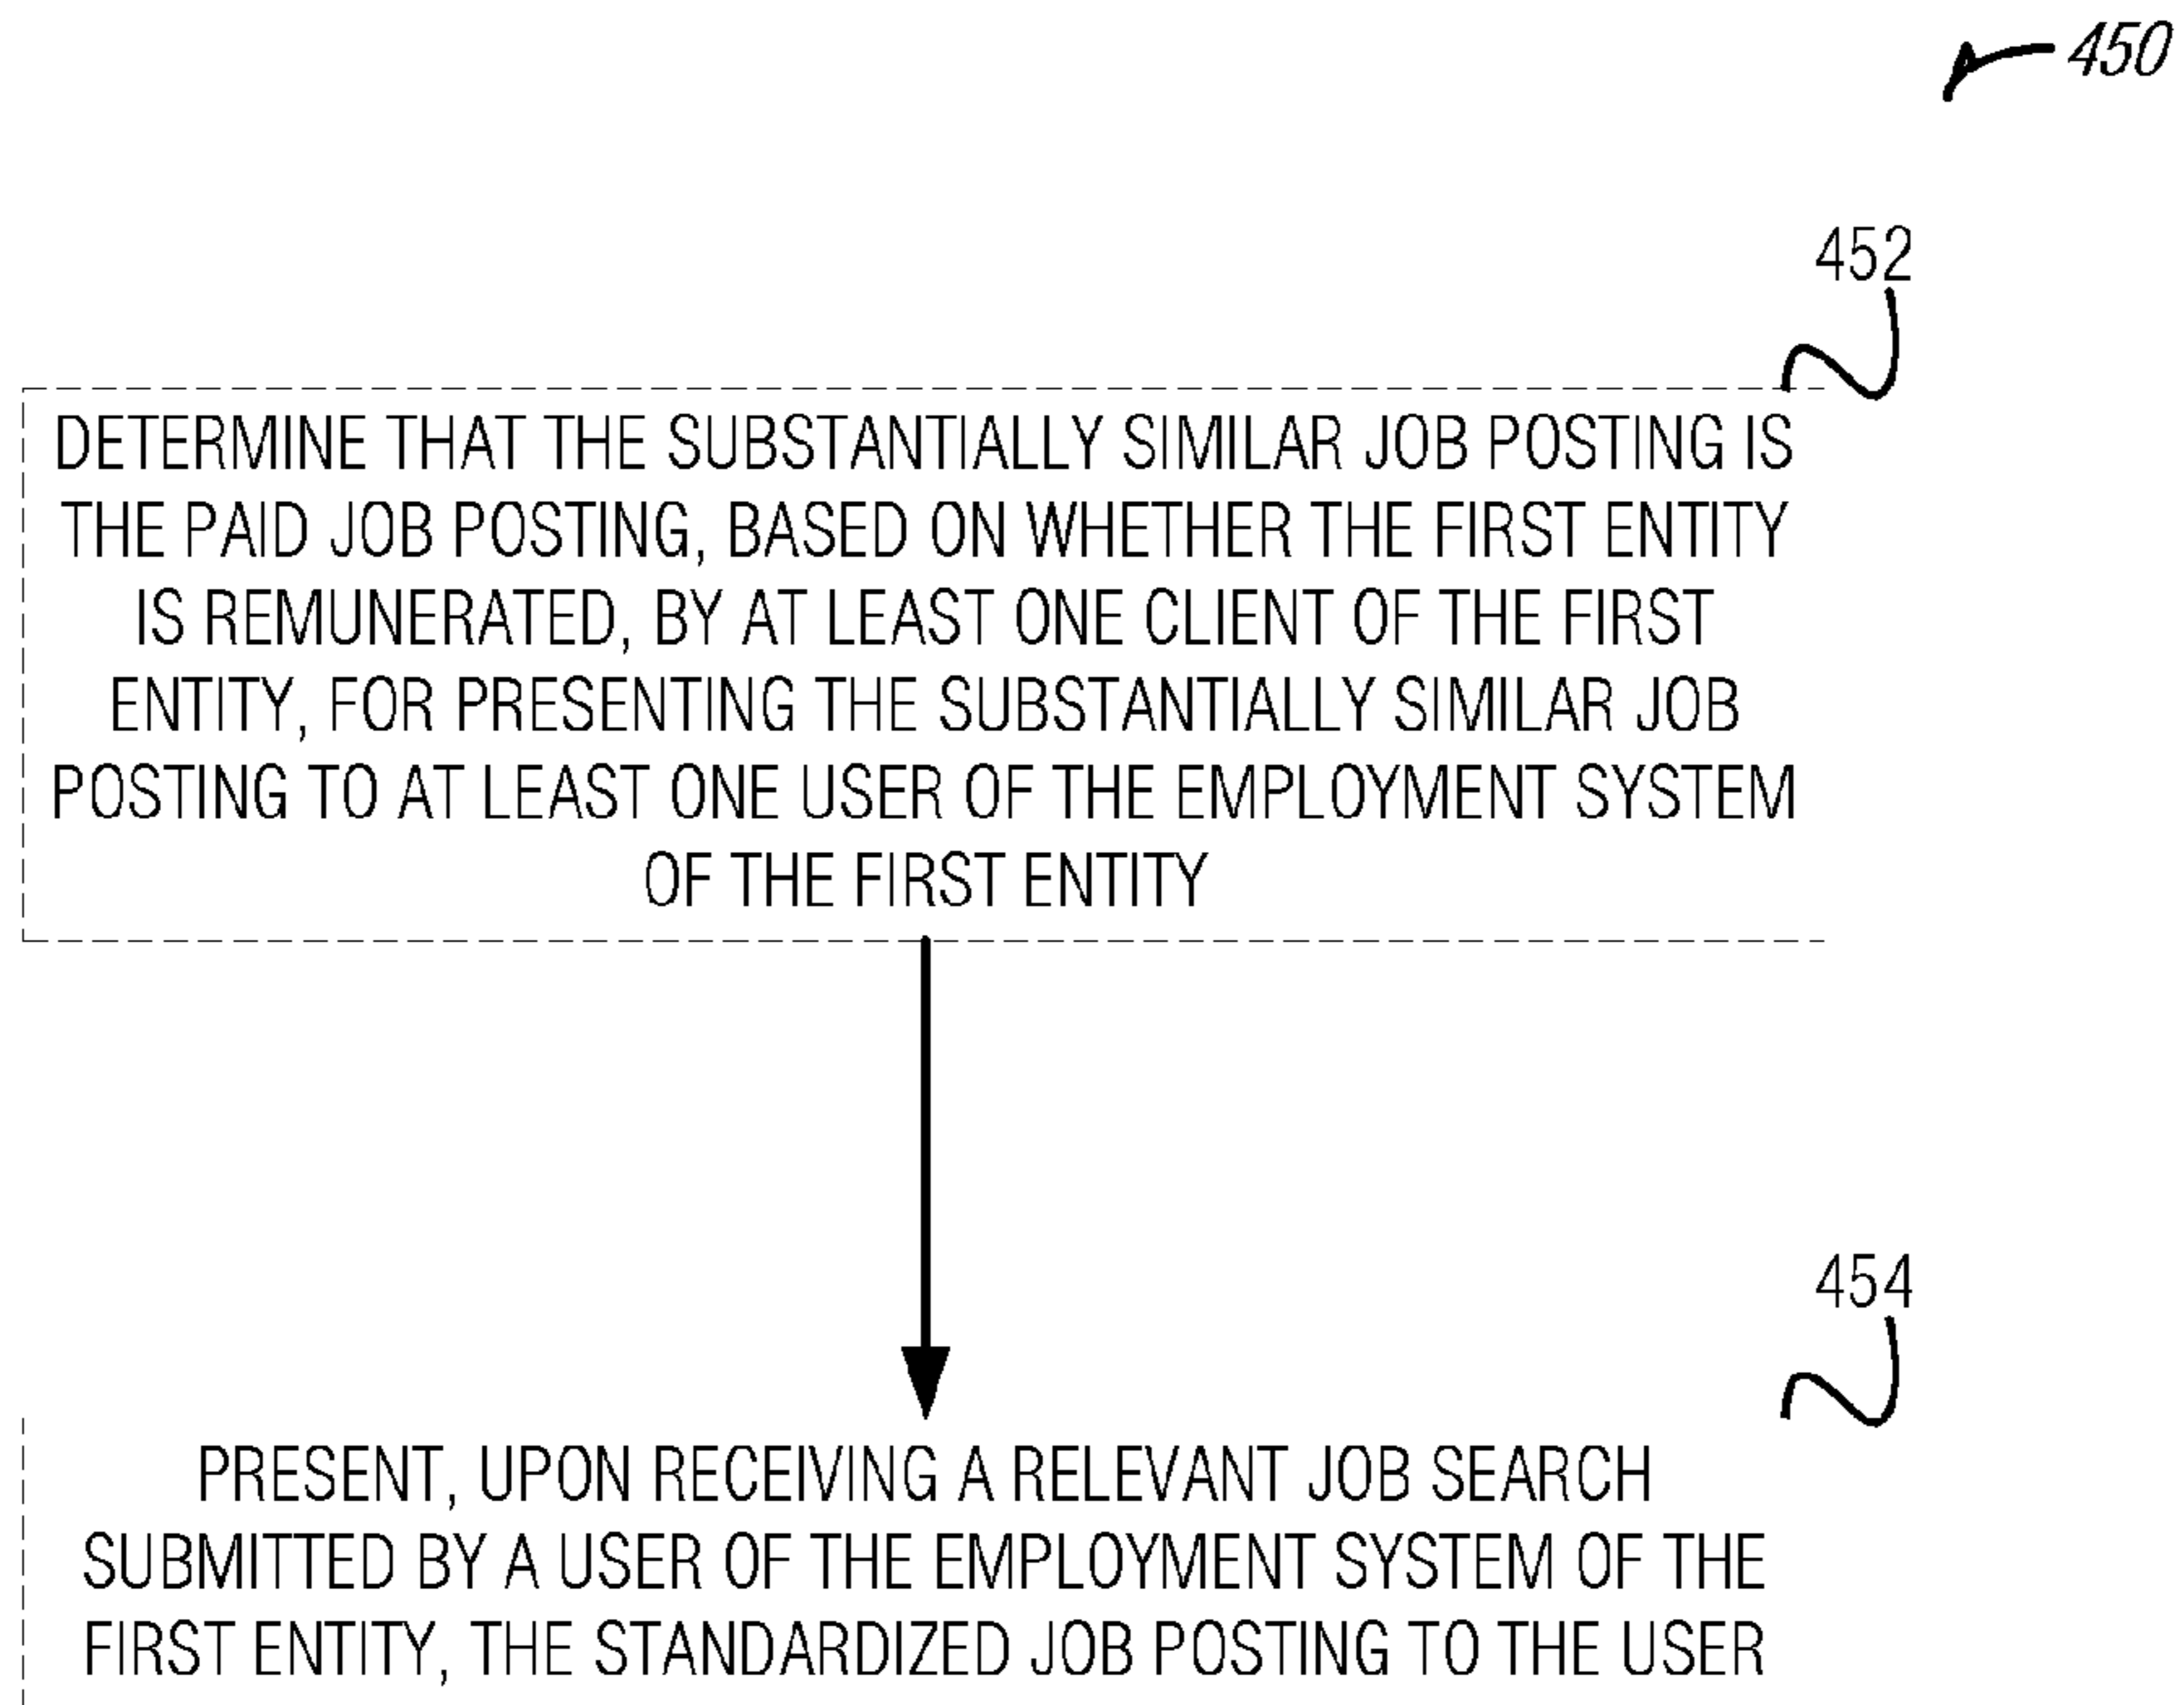 450
452
DETERMINE THAT THE SUBSTANTIALLY SIMILAR JOB POSTING IS
THE PAID JOB POSTING, BASED ON WHETHER THE FIRST ENTITY
IS REMUNERATED, BY AT LEAST ONE CLIENT OF THE FIRST
ENTITY, FOR PRESENTING THE SUBSTANTIALLY SIMILAR JOB
POSTING TO AT LEAST ONE USER OF THE EMPLOYMENT SYSTEM
OF THE FIRST ENTITY
454
PRESENT, UPON RECEIVING A RELEVANT JOB SEARCH
SUBMITTED BY A USER OF THE EMPLOYMENT SYSTEM OF THE
FIRST ENTITY, THE STANDARDIZED JOB POSTING TO THE USER